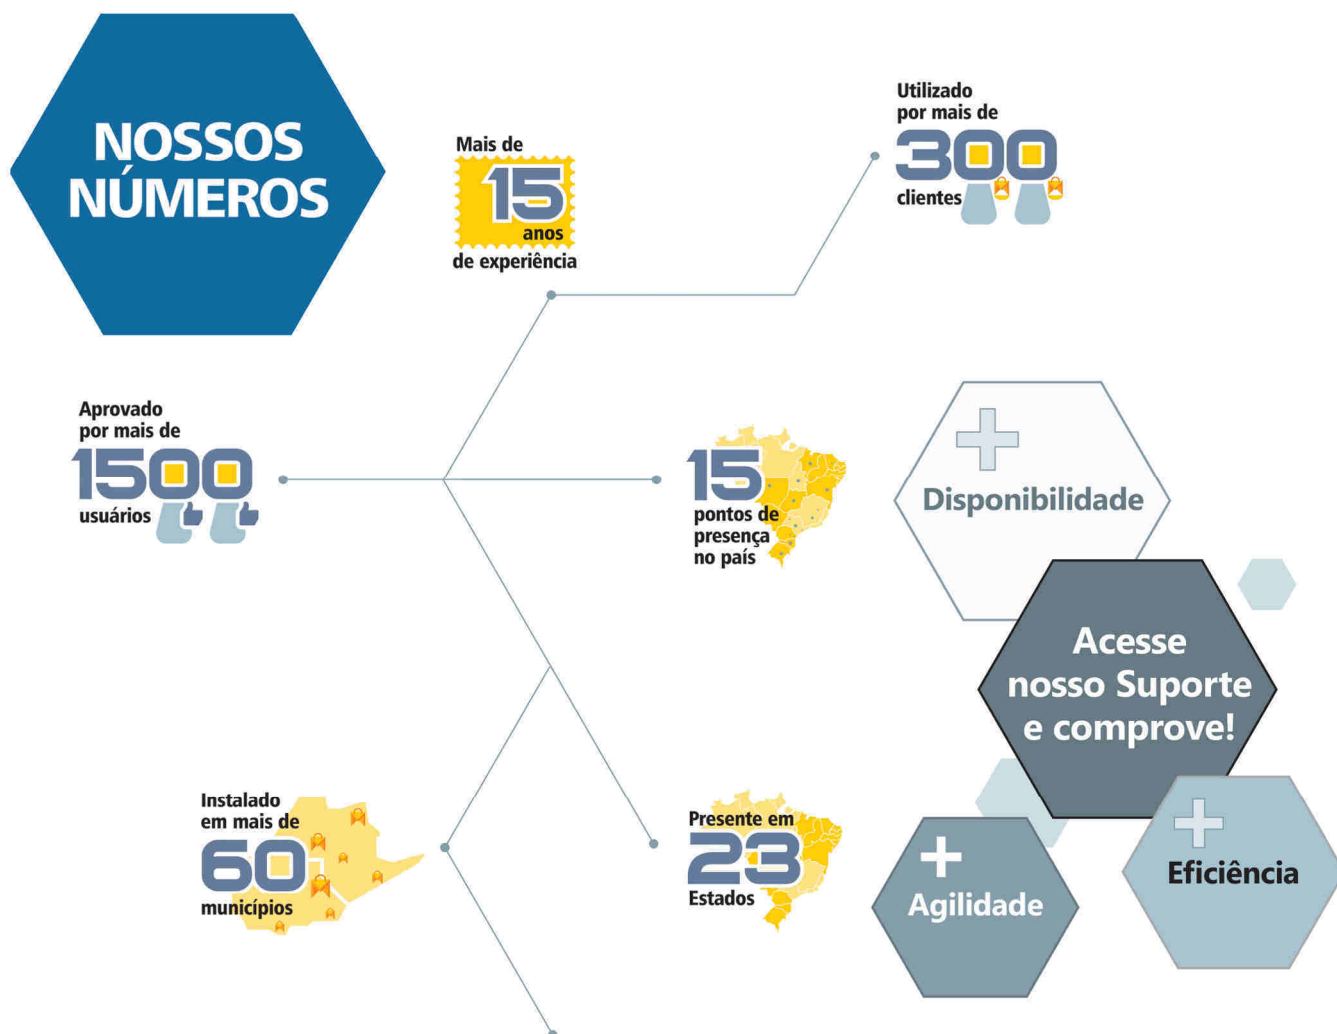 NOSSOS
NÚMEROS
Mais de
15
anos
de experiência
Utilizado
por mais de
300
clientes
Aprovado
por mais de
1500
usuários
15
pontos de
presença
no país
Disponibilidade
Acesse
nosso Suporte
e comprove!
Instalado
em mais de
60
municípios
Presente em
23
Estados
Agilidade
Eficiência